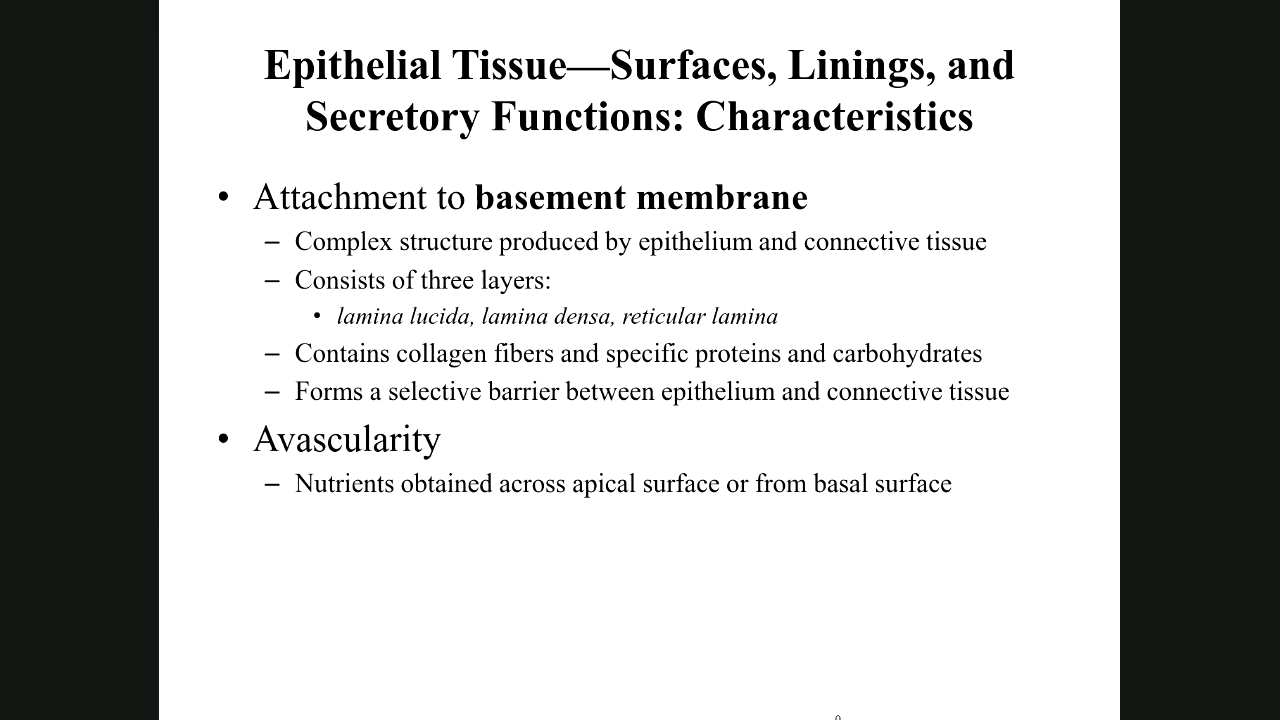 Epithelial Tissue—Surfaces, Linings, and
Secretory Functions: Characteristics
• Attachment to basement membrane
– Complex structure produced by epithelium and connective tissue
– Consists of three layers:
• lamina lucida, lamina densa, reticular lamina
– Contains collagen fibers and specific proteins and carbohydrates
– Forms a selective barrier between epithelium and connective tissue
• Avascularity
– Nutrients obtained across apical surface or from basal surface